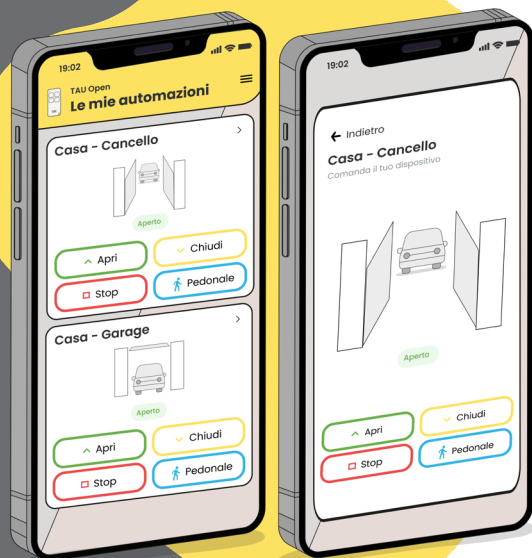 19:02
TAU Open
Le mie automazioni
Casa - Cancello
Aperto
Apri
Chiudi
Stop
Pedonale
Casa - Garage
Aperto
Apri
Chiudi
Stop
Pedonale
19:02
Indietro
Casa - Cancello
Comanda il tuo dispositivo
Aperto
Apri
Chiudi
Stop
Pedonale